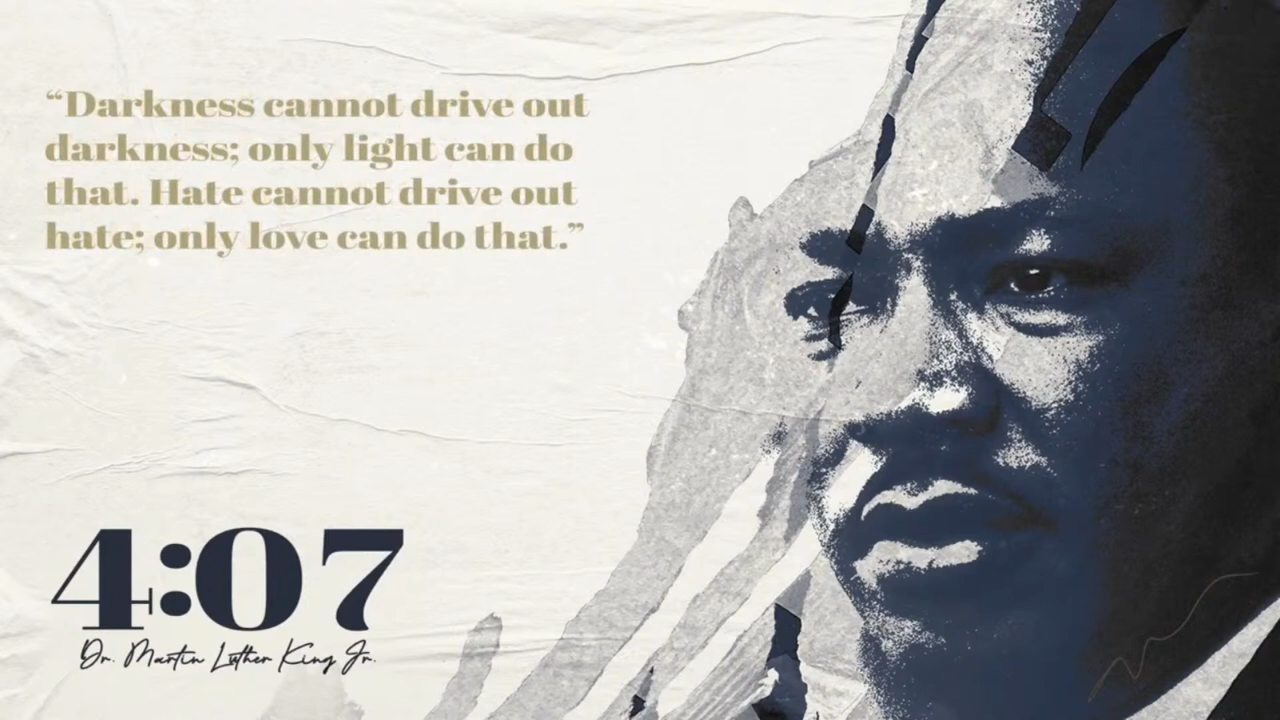 “Darkness cannot drive out
darkness; only light can do
that. Hate cannot drive out
hate; only love can do that.”
4:07
Dr. Martin Luther King Jr.